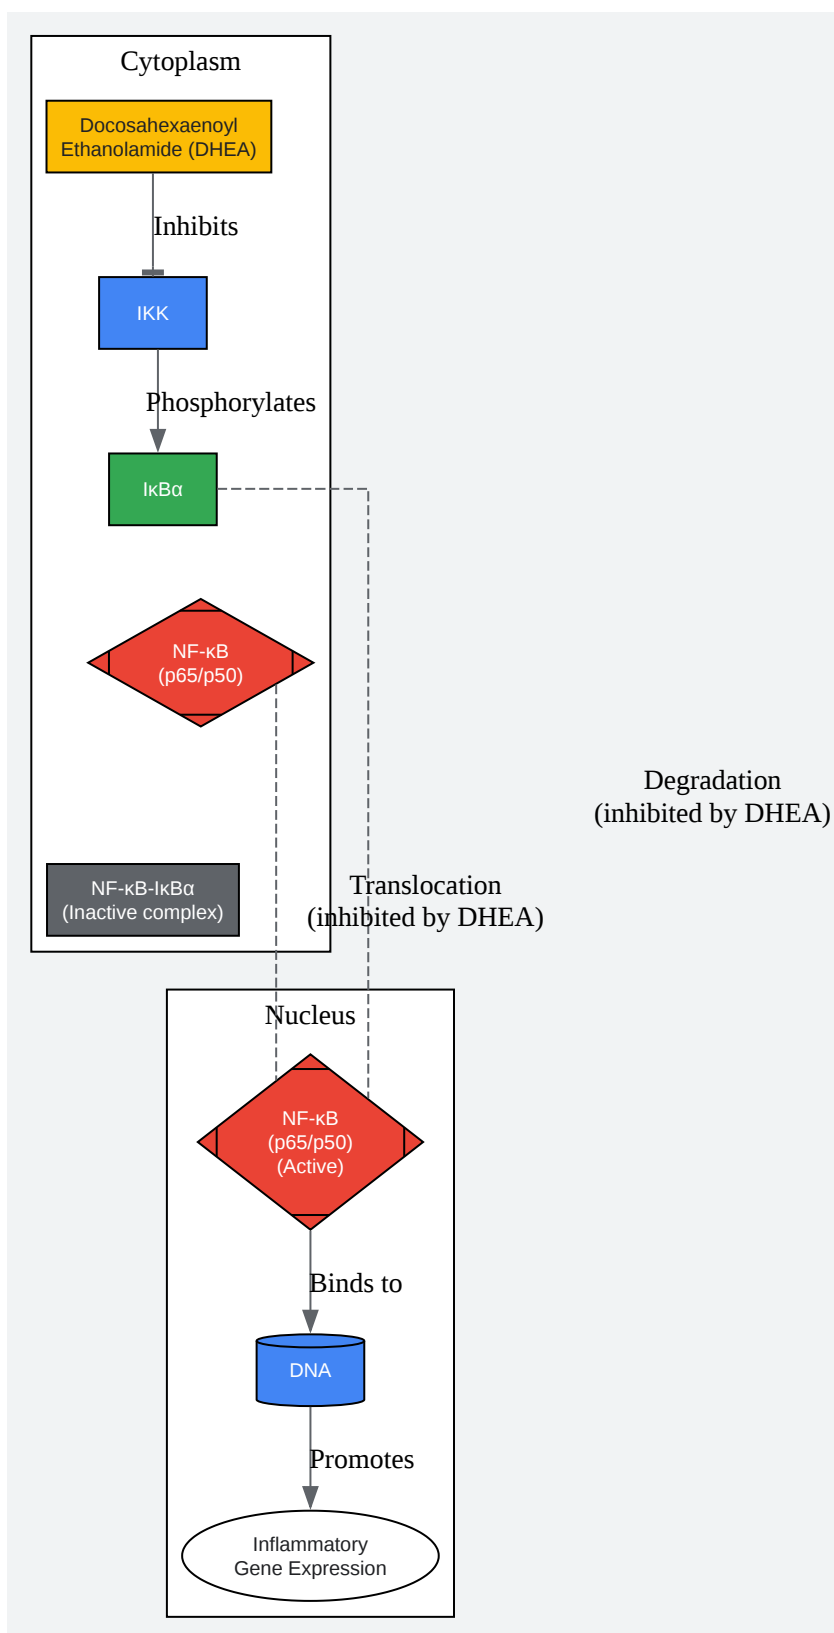 Cytoplasm
Docosahexaenoyl
Ethanolamide (DHEA)
Inhibits
IKK
Phosphorylates
IκBα
NF-κB
(p65/p50)
Degradation
(inhibited by DHEA)
NF-κB-IκBα
(Inactive complex)
Translocation
(inhibited by DHEA)
Nucleus
NF-κB
(p65/p50)
(Active)
Binds to
DNA
Promotes
Inflammatory
Gene Expression